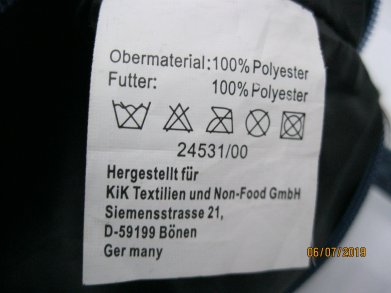 Obermaterial: 100% Polyester
Futter: 100% Polyester
24531/00
Hergestellt für
KiK Textilien und Non-Food GmbH
Siemensstrasse 21,
D-59199 Bönen
Ger many
06/07/2019